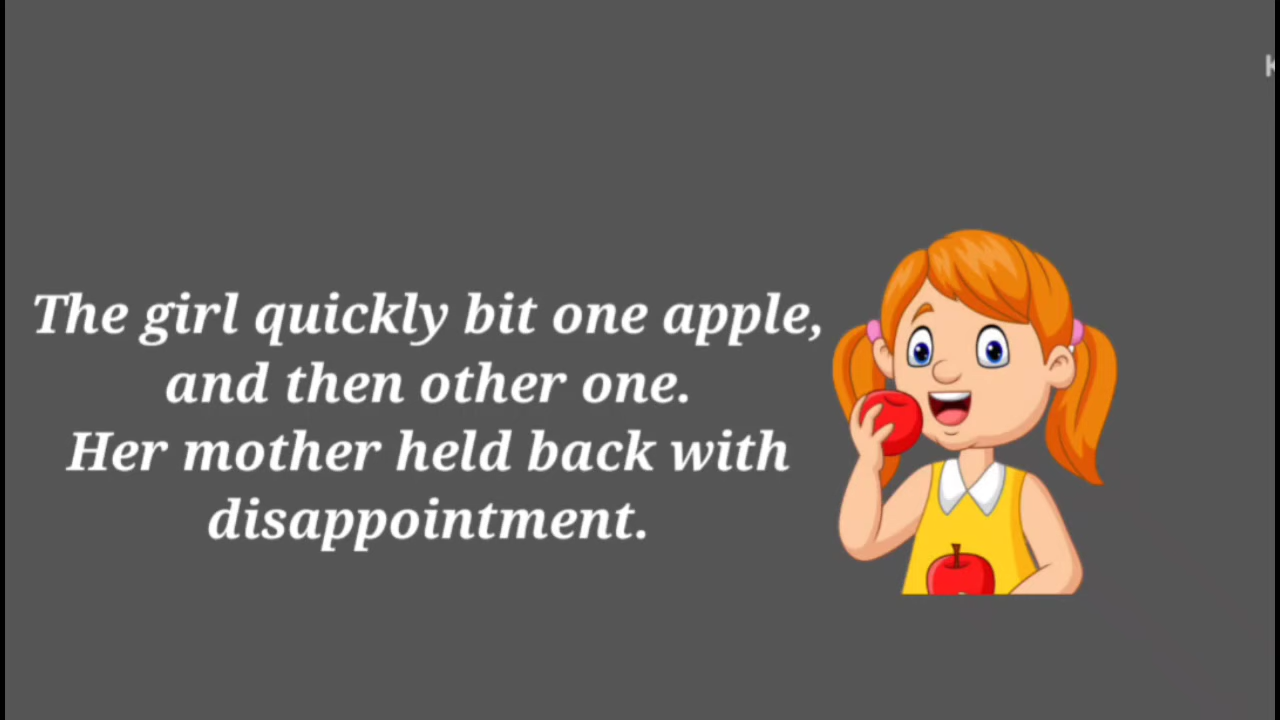 The girl quickly bit one apple,
and then other one.
Her mother held back with
disappointment.